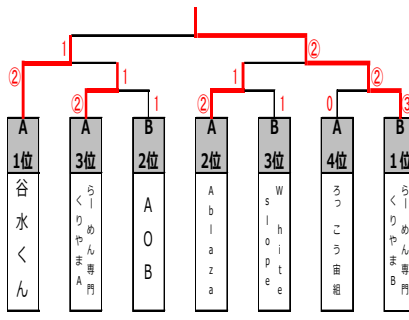 1 ②
② 1 1 ②
② 1 ② 1 0 ③
A A B A B A B
1位 3位 2位 2位 3位 4位 1位
谷水くん
らーめん専門
くりやまA
AOB
Ablaza
White
slope
ろっこう宙組
らーめん専門
くりやまB